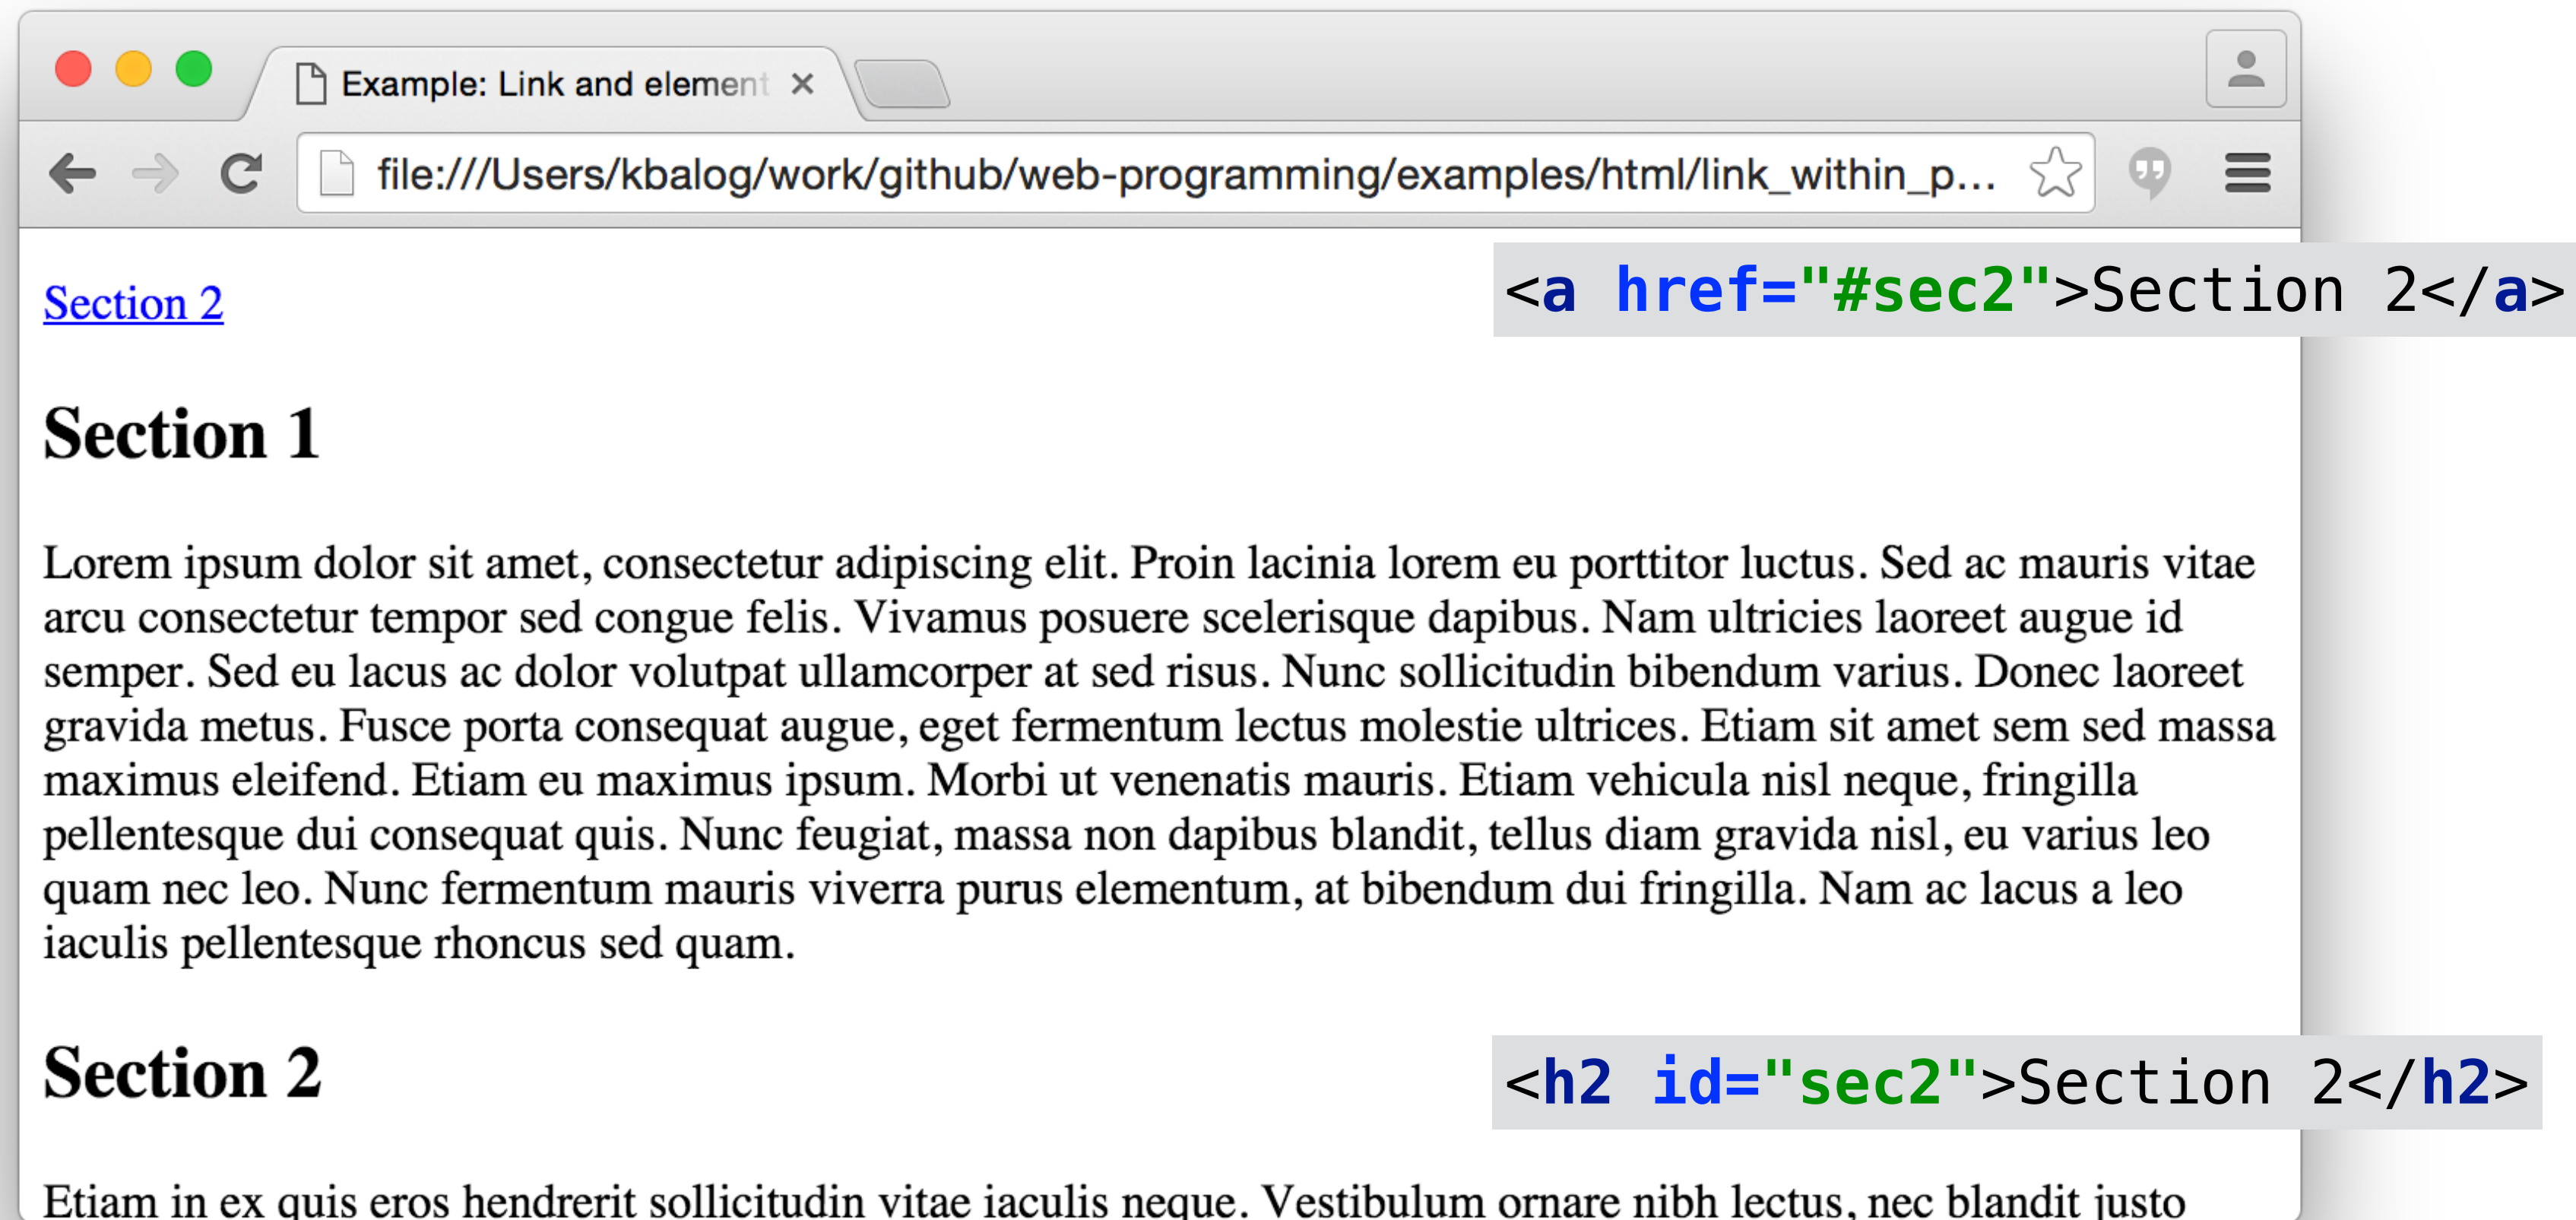 Example: Link and element
file:///Users/kbalog/work/github/web-programming/examples/html/link_within_p...
Section 2
<a href="#sec2">Section 2</a>
Section 1
Lorem ipsum dolor sit amet, consectetur adipiscing elit. Proin lacinia lorem eu porttitor luctus. Sed ac mauris vitae
arcu consectetur tempor sed congue felis. Vivamus posuere scelerisque dapibus. Nam ultricies laoreet augue id
semper. Sed eu lacus ac dolor volutpat ullamcorper at sed risus. Nunc sollicitudin bibendum varius. Donec laoreet
gravida metus. Fusce porta consequat augue, eget fermentum lectus molestie ultrices. Etiam sit amet sem sed massa
maximus eleifend. Etiam eu maximus ipsum. Morbi ut venenatis mauris. Etiam vehicula nisl neque, fringilla
pellentesque dui consequat quis. Nunc feugiat, massa non dapibus blandit, tellus diam gravida nisl, eu varius leo
quam nec leo. Nunc fermentum mauris viverra purus elementum, at bibendum dui fringilla. Nam ac lacus a leo
iaculis pellentesque rhoncus sed quam.
Section 2
<h2 id="sec2">Section 2</h2>
Etiam in ex quis eros hendrerit sollicitudin vitae iaculis neque. Vestibulum ornare nibh lectus, nec blandit justo